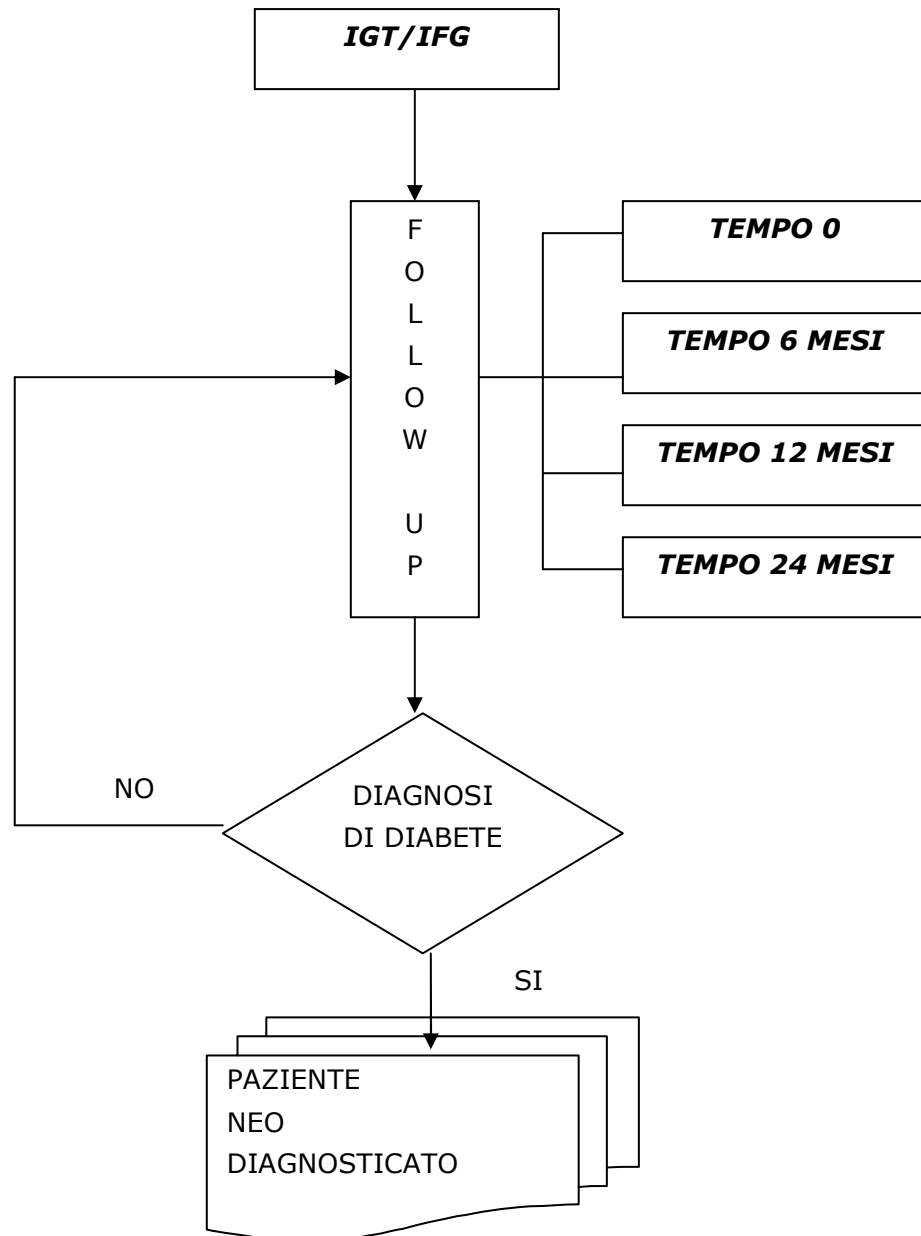 IGT/IFG
F
O
L
L
O
W
U
P
TEMPO 0
TEMPO 6 MESI
TEMPO 12 MESI
TEMPO 24 MESI
NO
DIAGNOSI
DI DIABETE
SI
PAZIENTE
NEO
DIAGNOSTICATO